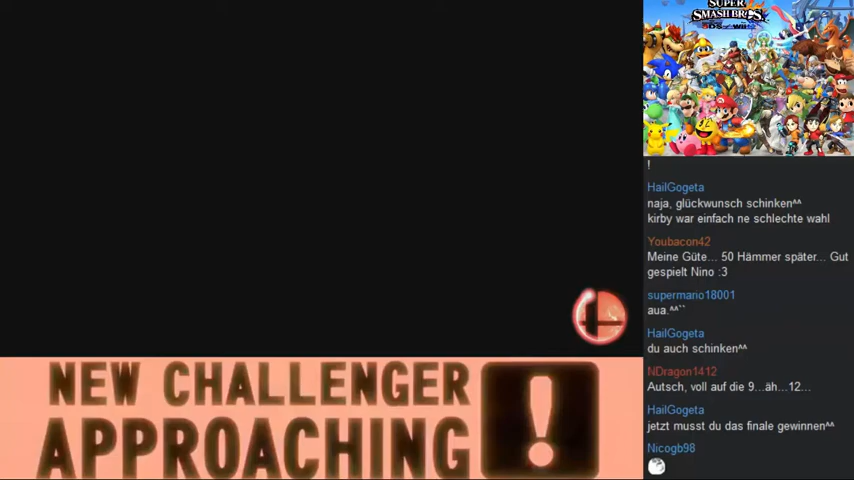 NEW CHALLENGER
APPROACHING!
SUPER
SMASH BROS.
!
HailGogeta
naja, glückwunsch schinken^^
kirby war einfach ne schlechte wahl
Youbacon42
Meine Güte... 50 Hämmer später... Gut
gespielt Nino :3
supermario18001
aua.^^``
HailGogeta
du auch schinken^^
NDragon1412
Autsch, voll auf die 9...äh...12...
HailGogeta
jetzt musst du das finale gewinnen^^
Nicogb98